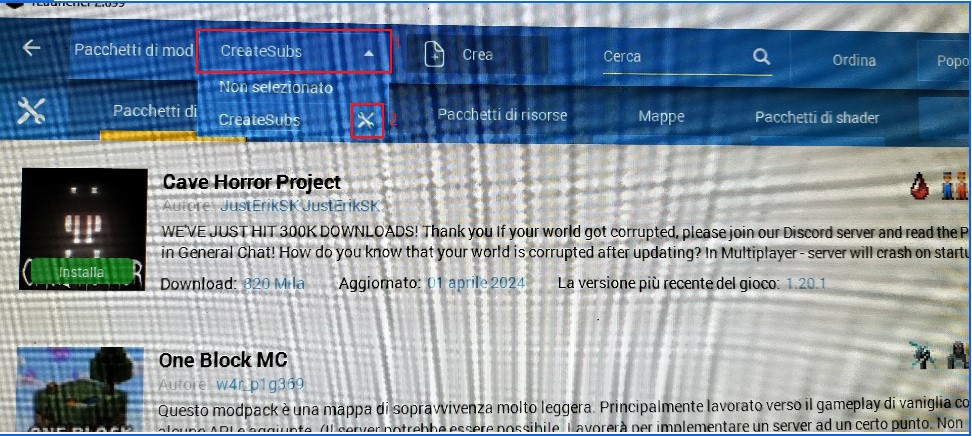 Pacchetti di mod CreateSubs 1 Crea Cerca Ordina Popo
Non selezionato
Pacchetti di CreateSubs 2 Pacchetti di risorse Mappe Pacchetti di shader
Cave Horror Project
Autore: JustErikSK JustErikSK
WE'VE JUST HIT 300K DOWNLOADS! Thank you If your world got corrupted, please join our Discord server and read the P
in General Chat! How do you know that your world is corrupted after updating? In Multiplayer - server will crash on startu
Installa
Download: 320 Mila Aggiornato: 01 aprile 2024 La versione più recente del gioco: 1.20.1
One Block MC
Autore: w4r_p1g369
Questo modpack è una mappa di sopravvivenza molto leggera. Principalmente lavorato verso il gameplay di vaniglia co
alcune API e aggiunte. (Il server potrebbe essere possibile. Lavorerà per implementare un server ad un certo punto. Non
ONE BLOCK